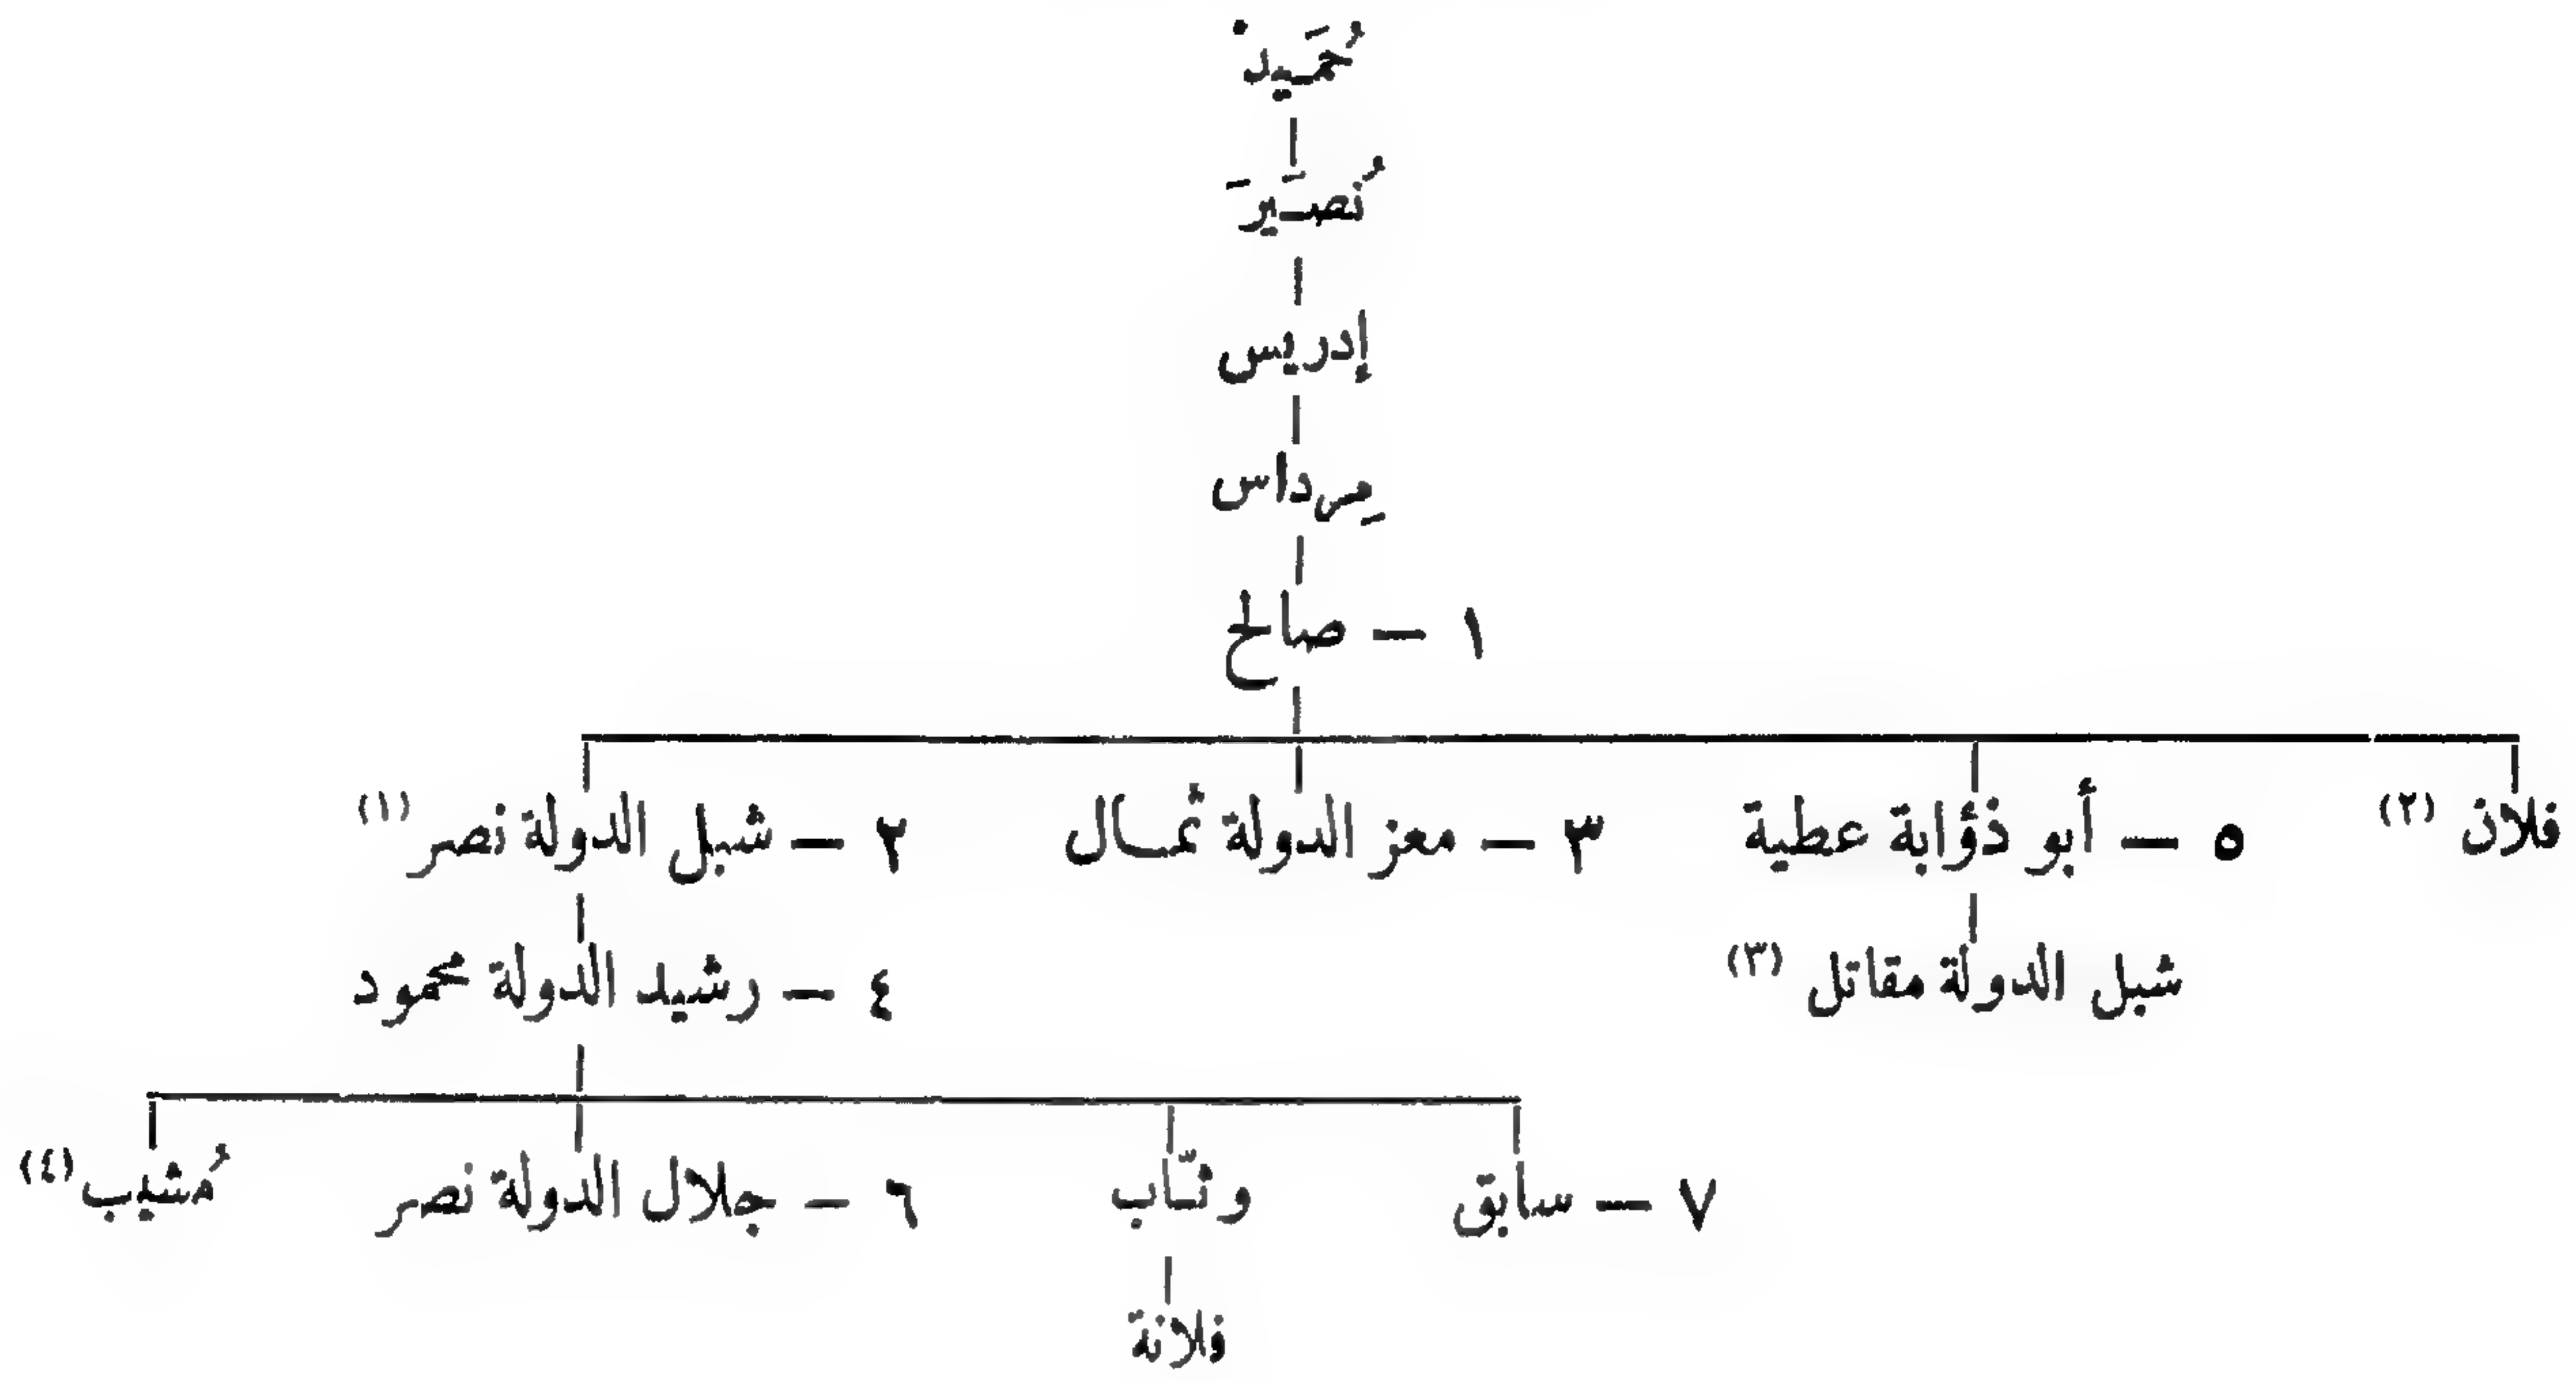 حُمَيد
نُصَيرَ
إدريس
مِرداس
١ – صالح
فلان (٢)
٥ – أبو ذؤابة عطية
٣ – معز الدولة ثمال
٢ – شبل الدولة نصر (١)
شبل الدولة مقاتل (٣)
٤ – رشيد الدولة محمود
٧ – سابق
وثّاب
٦ – جلال الدولة نصر
مُشيب (٤)
فلانة